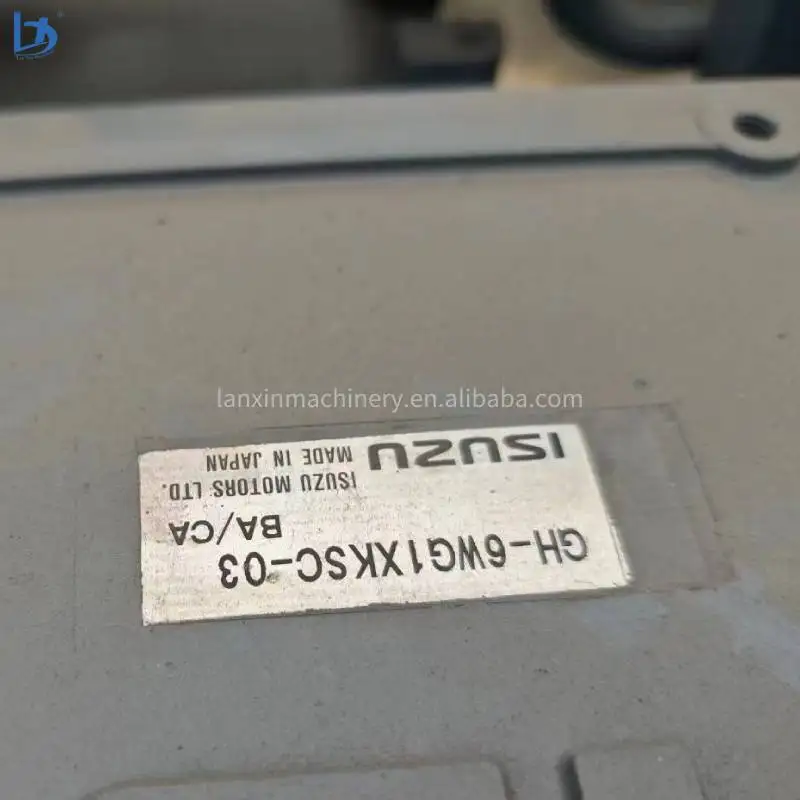 lanxinmachinery.en.alibaba.com
ISUZU
MADE IN JAPAN
ISUZU MOTORS LTD.
BA/CA
GH-6WG1XKSC-03